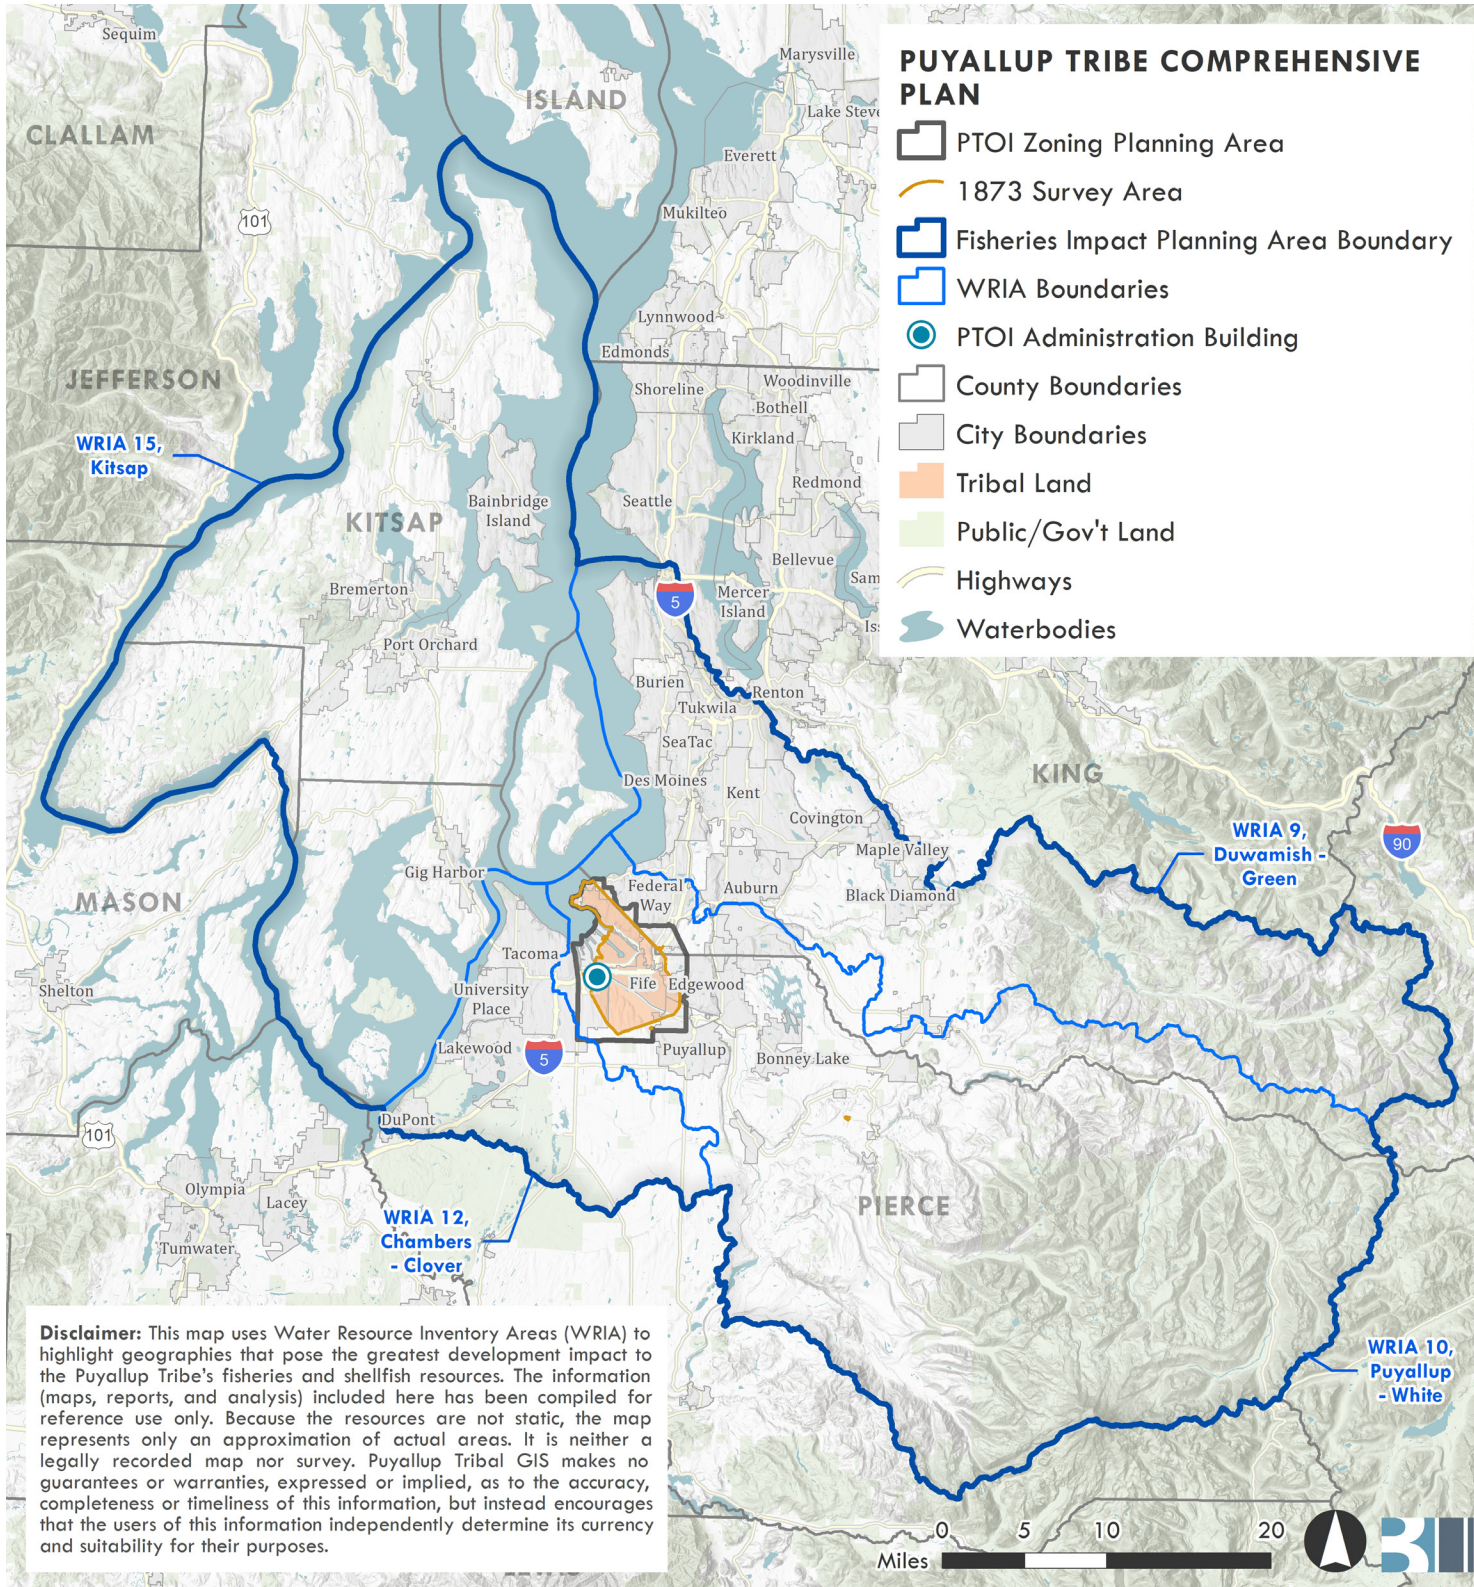 Sequim
Marysville
ISLAND
Lake Steve
CLALLAM
Everett
101
Mukilteo
Lynnwood
Edmonds
JEFFERSON
Shoreline
Woodinville
Bothell
Kirkland
WRIA 15,
Kitsap
Redmond
Bainbridge
Island
Seattle
KITSAP
Bellevue
Sam
Bremerton
Mercer
Island
5
Iss
Port Orchard
Burien
Renton
Tukwila
SeaTac
KING
Des Moines
Kent
Covington
WRIA 9,
Duwamish -
Green
90
Maple Valley
Gig Harbor
Federal
Way
Auburn
Black Diamond
MASON
Tacoma
Shelton
University
Place
Fife
Edgewood
Lakewood
5
Puyallup
Bonney Lake
DuPont
101
Olympia
Lacey
PIERCE
WRIA 12,
Chambers
- Clover
Tumwater
WRIA 10,
Puyallup
- White
PUYALLUP TRIBE COMPREHENSIVE
PLAN
PTOI Zoning Planning Area
1873 Survey Area
Fisheries Impact Planning Area Boundary
WRIA Boundaries
PTOI Administration Building
County Boundaries
City Boundaries
Tribal Land
Public/Gov't Land
Highways
Waterbodies
Disclaimer: This map uses Water Resource Inventory Areas (WRIA) to
highlight geographies that pose the greatest development impact to
the Puyallup Tribe's fisheries and shellfish resources. The information
(maps, reports, and analysis) included here has been compiled for
reference use only. Because the resources are not static, the map
represents only an approximation of actual areas. It is neither a
legally recorded map nor survey. Puyallup Tribal GIS makes no
guarantees or warranties, expressed or implied, as to the accuracy,
completeness or timeliness of this information, but instead encourages
that the users of this information independently determine its currency
and suitability for their purposes.
0 5 10 20
Miles